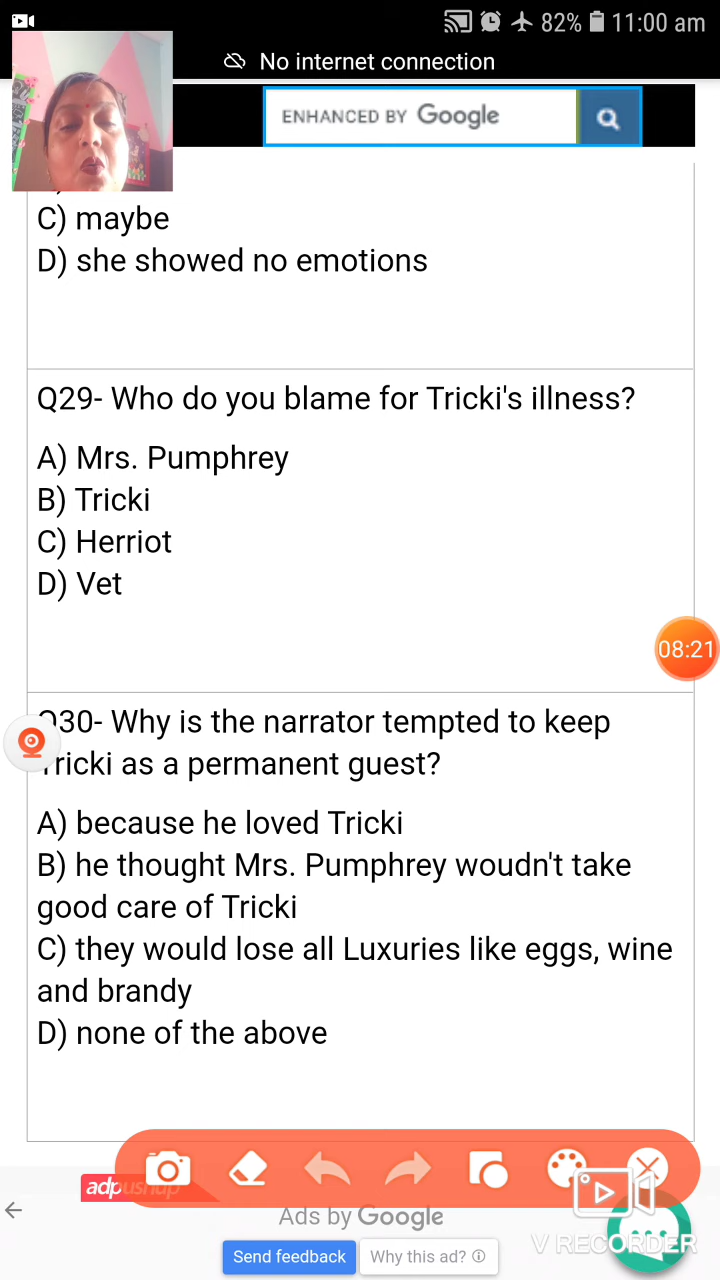 82% 11:00 am
No internet connection
ENHANCED BY Google
C) maybe
D) she showed no emotions
Q29- Who do you blame for Tricki's illness?
A) Mrs. Pumphrey
B) Tricki
C) Herriot
D) Vet
08:21
Q30- Why is the narrator tempted to keep
Tricki as a permanent guest?
A) because he loved Tricki
B) he thought Mrs. Pumphrey woudn't take
good care of Tricki
C) they would lose all Luxuries like eggs, wine
and brandy
D) none of the above
adpushup
Ads by Google
Send feedback Why this ad?
V RECORDER